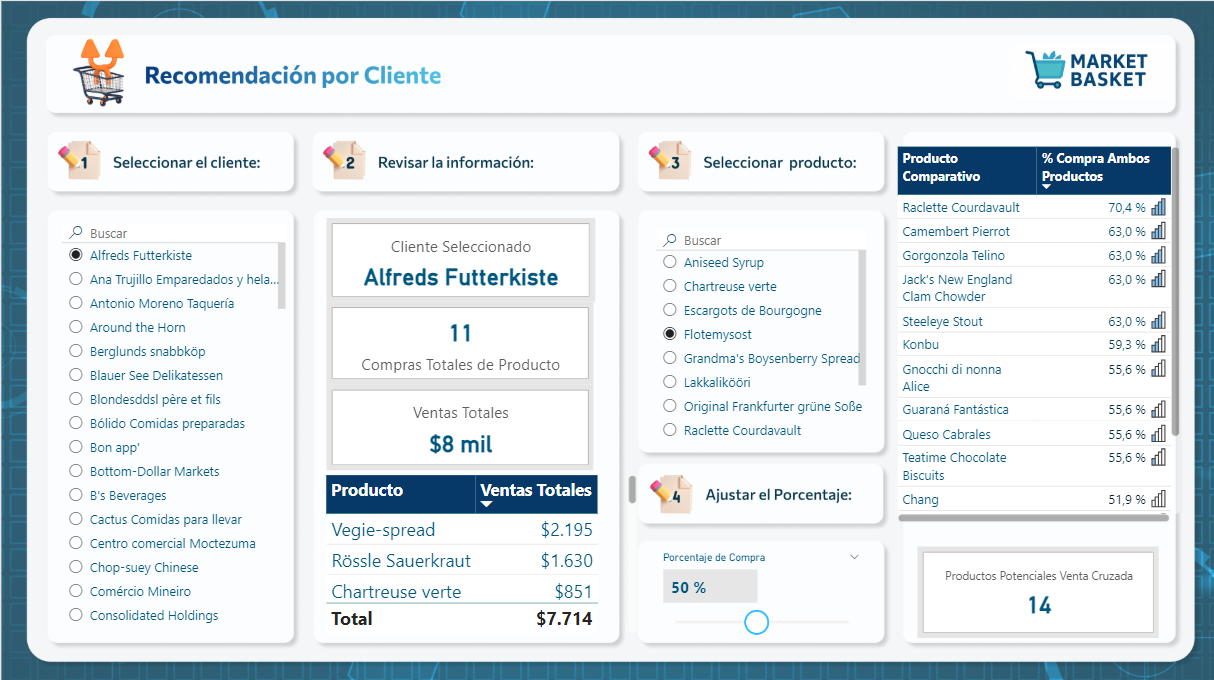 Recomendación por Cliente
MARKET
BASKET
1
Seleccionar el cliente:
Buscar
Alfreds Futterkiste
Ana Trujillo Emparedados y hela...
Antonio Moreno Taquería
Around the Horn
Berglunds snabbköp
Blauer See Delikatessen
Blondesddsl père et fils
Bólido Comidas preparadas
Bon app'
Bottom-Dollar Markets
B's Beverages
Cactus Comidas para llevar
Centro comercial Moctezuma
Chop-suey Chinese
Comércio Mineiro
Consolidated Holdings
2
Revisar la información:
Cliente Seleccionado
Alfreds Futterkiste
11
Compras Totales de Producto
Ventas Totales
$8 mil
Producto Ventas Totales
Vegie-spread $2.195
Rössle Sauerkraut $1.630
Chartreuse verte $851
Total $7.714
3
Seleccionar producto:
Buscar
Aniseed Syrup
Chartreuse verte
Escargots de Bourgogne
Flotemysost
Grandma's Boysenberry Spread
Lakkalikööri
Original Frankfurter grüne Soße
Raclette Courdavault
4
Ajustar el Porcentaje:
Porcentaje de Compra
50 %
Producto % Compra Ambos
Comparativo Productos
Raclette Courdavault 70,4 %
Camembert Pierrot 63,0 %
Gorgonzola Telino 63,0 %
Jack's New England 63,0 %
Clam Chowder
Steeleye Stout 63,0 %
Konbu 59,3 %
Gnocchi di nonna 55,6 %
Alice
Guaraná Fantástica 55,6 %
Queso Cabrales 55,6 %
Teatime Chocolate 55,6 %
Biscuits
Chang 51,9 %
Productos Potenciales Venta Cruzada
14